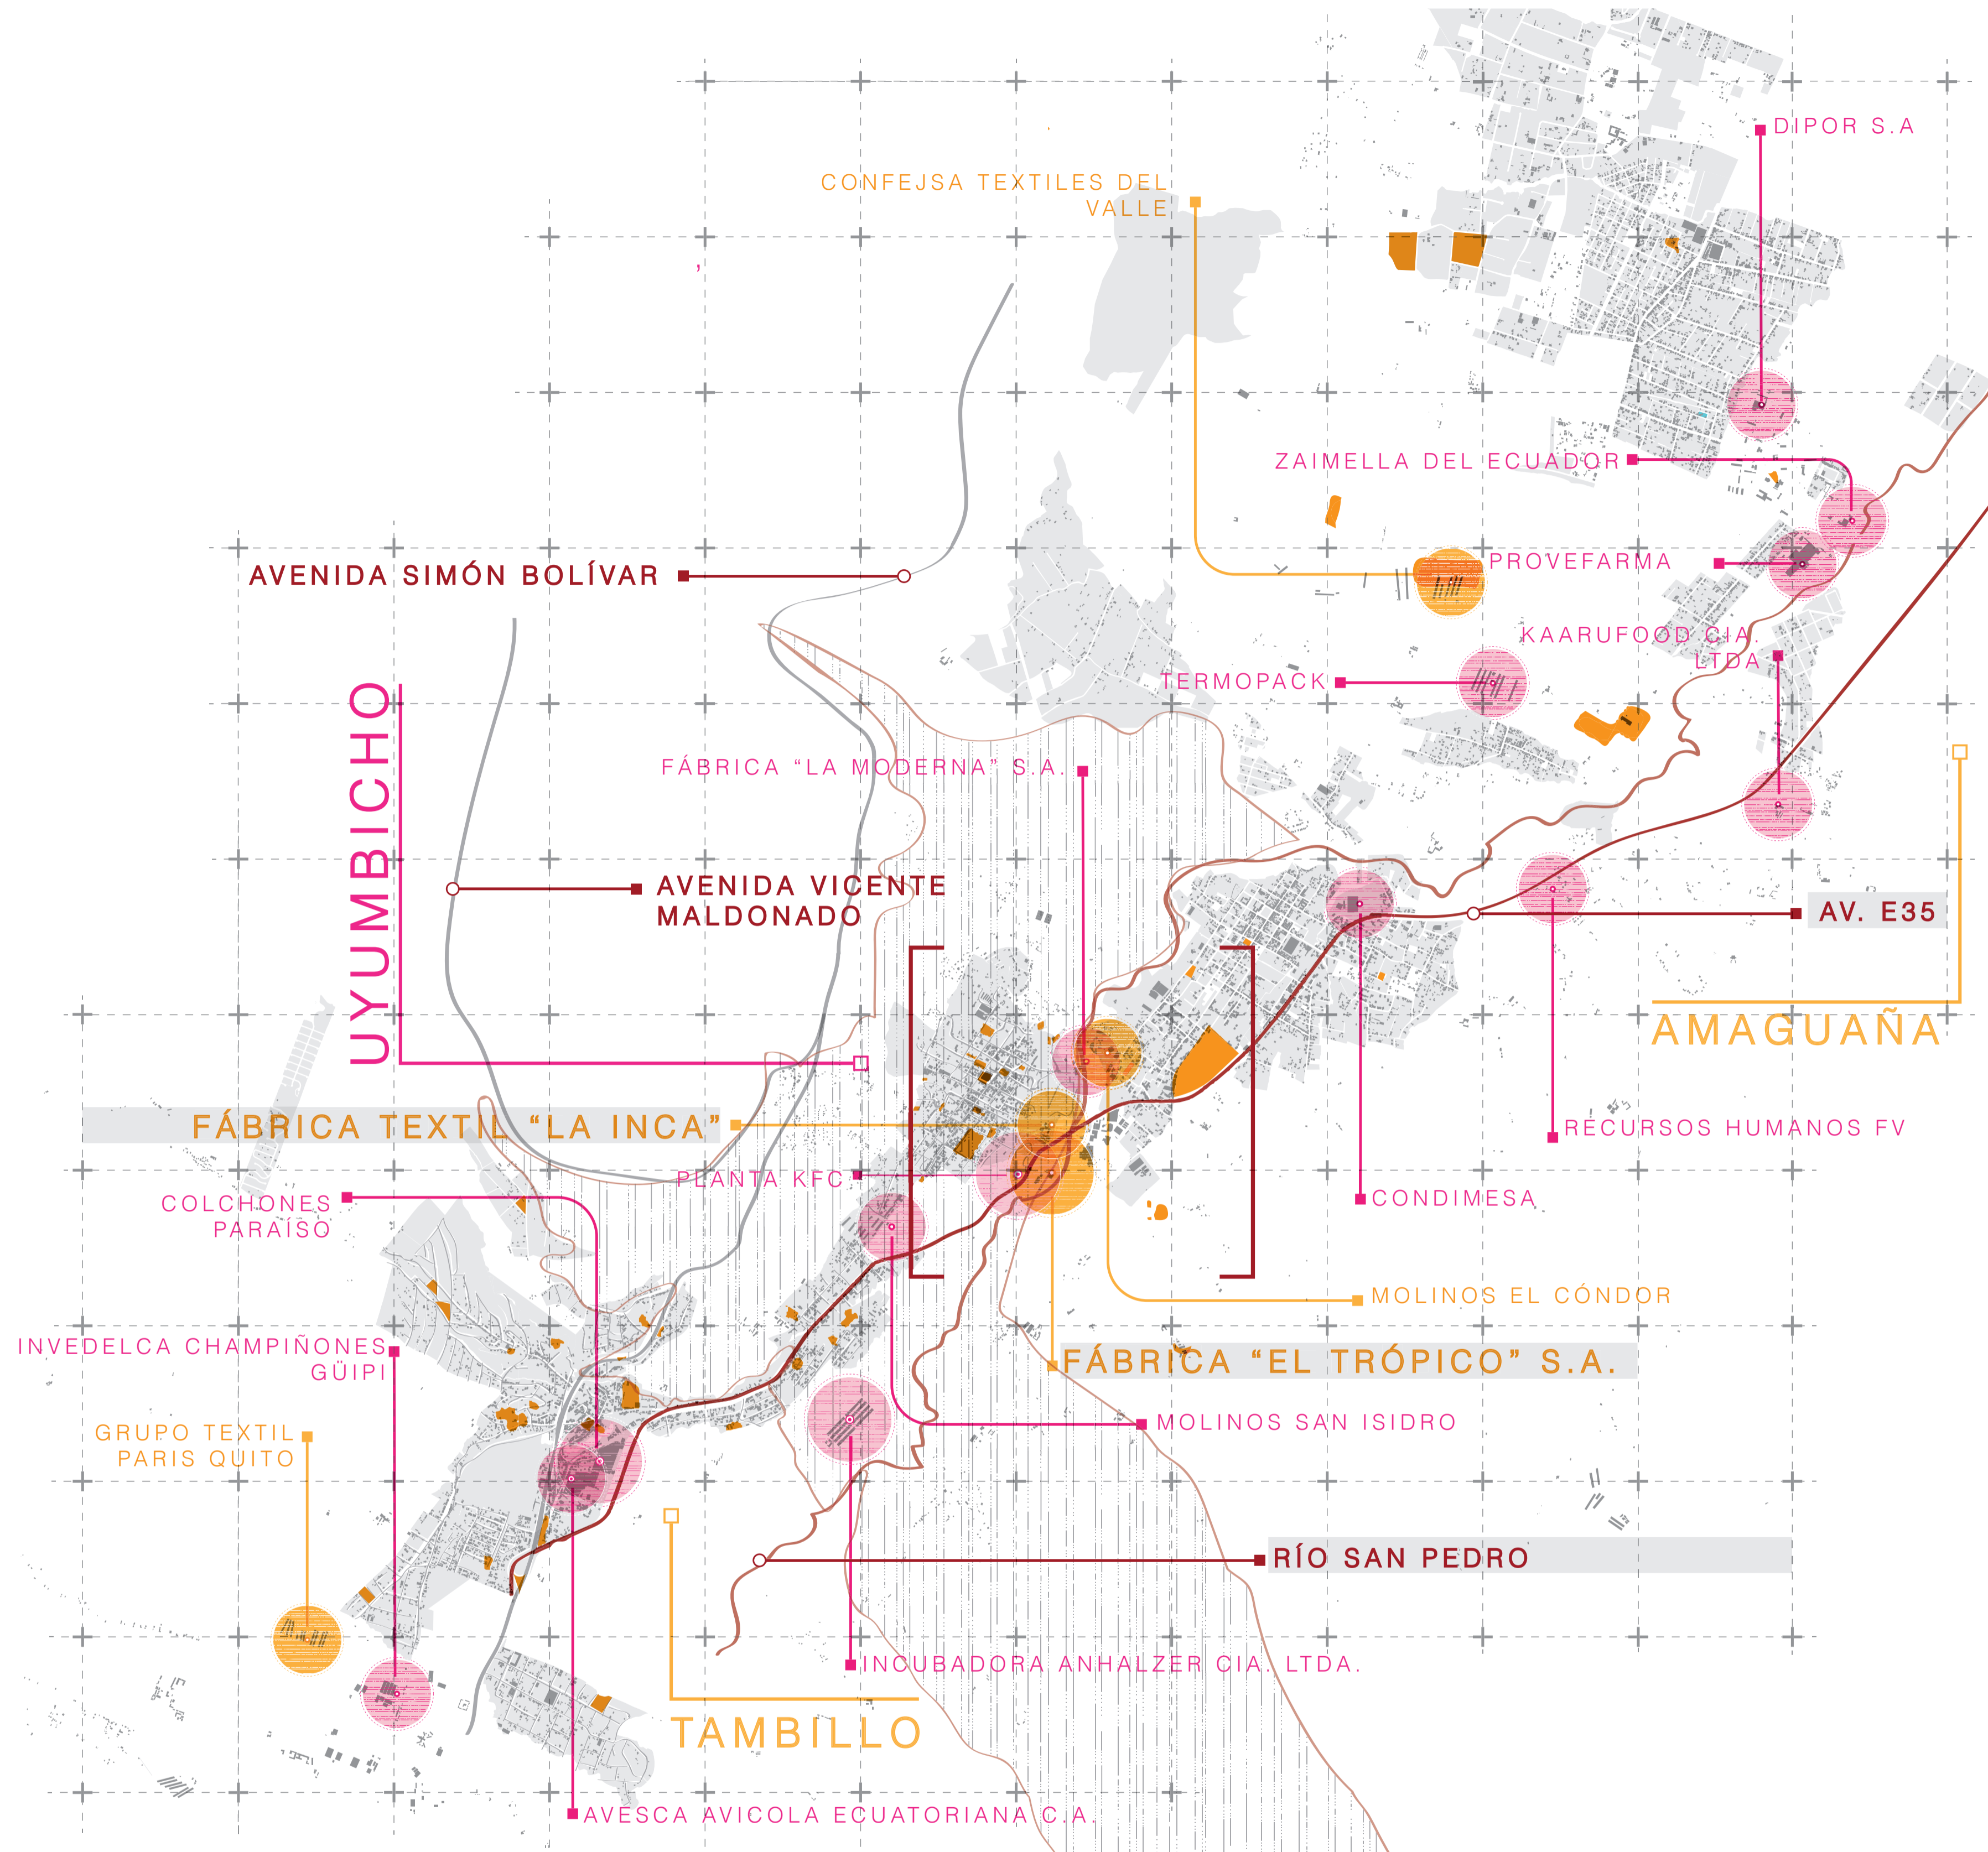 DIPOR S.A
CONFEJSA TEXTILES DEL
VALLE
ZAIMELLA DEL ECUADOR
PROVEFARMA
AVENIDA SIMÓN BOLÍVAR
KAARUFOOD CIA.
LTDA
TERMOPACK
UYUMBICHO
FÁBRICA “LA MODERNA” S.A.
AVENIDA VICENTE
MALDONADO
AV. E35
AMAGUAÑA
FÁBRICA TEXTIL “LA INCA”
RECURSOS HUMANOS FV
PLANTA KFC
CONDIMESA
COLCHONES
PARAÍSO
MOLINOS EL CÓNDOR
INVEDELCA CHAMPIÑONES
GÜIPI
FÁBRICA “EL TRÓPICO” S.A.
MOLINOS SAN ISIDRO
GRUPO TEXTIL
PARIS QUITO
RÍO SAN PEDRO
INCUBADORA ANHALZER CIA. LTDA.
TAMBILLO
AVESCA AVICOLA ECUATORIANA C.A.